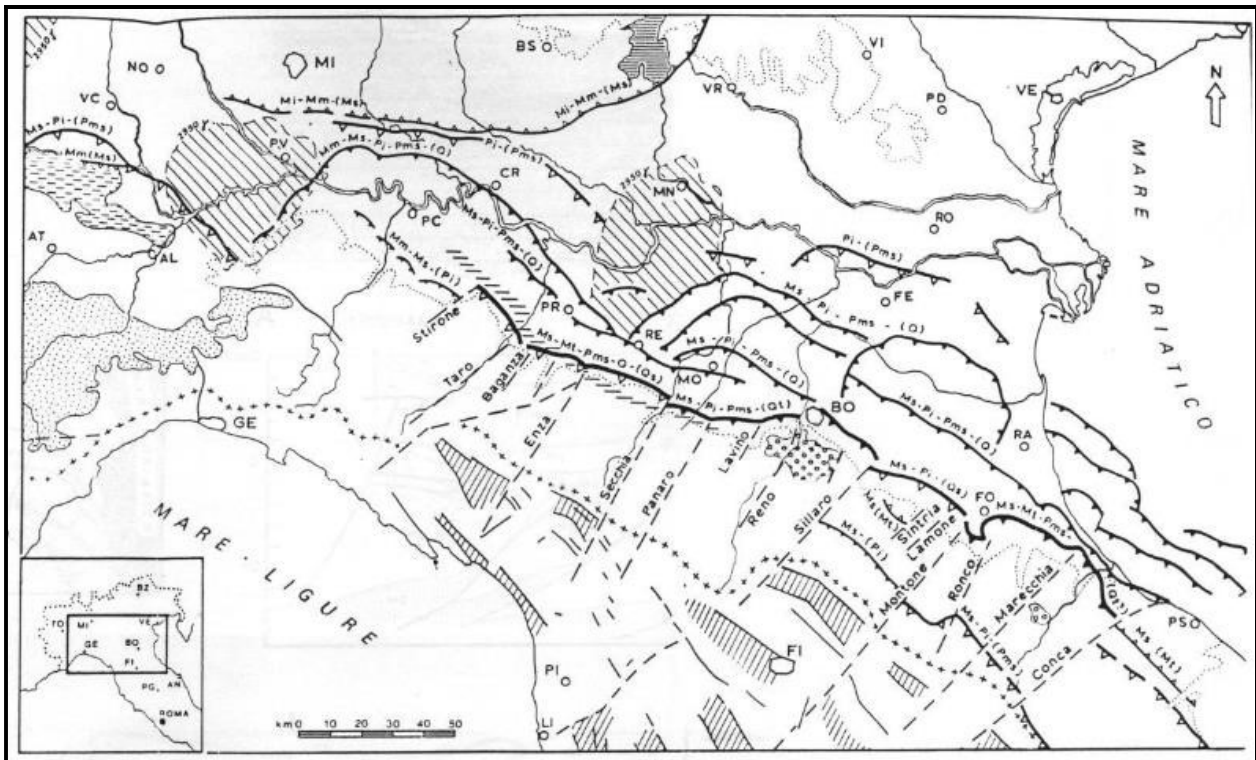 2950γ
NO
MI
BS
VI
VR
PD
VE
N
VC
Mi-Mm-(Ms)
Mi-Mm-(Ms)
Ms-Pi-(Pms)
Mm(Ms)
2950γ
PV
Mm-Ms-Pi-Pms-(Q)
Pi-(Pms)
CR
2950γ
MN
MARE ADRIATICO
AT
AL
PC
Ms-Pi-Pms-(Q)
RO
Pi-(Pms)
FE
Mm-Ms-(Pi)
PR
RE
Ms-Pi-Pms-(Q)
Stirone
Ms-Mt-Pms-Q-(Qs)
Ms-Pi-Pms-(Q)
MO
Taro
Baganza
Enza
Ms-Pi-Pms-(Qt)
BO
Ms-Pi-Pms-(Q)
RA
GE
Secchia
Panaro
Lavino
Reno
Sillaro
Ms-Pi-(Qs)
FO
Ms-Mt-Pms-
(Qt)
Ms(Mt)
Sintria
Lamone
Ms-(Pi)
Montone
Ronco
Marecchia
Conca
Ms-Pi-(Pms)
Ms(Mt)
PS
MARE-LIGURE
FI
PI
LI
BZ
TO
MI
VE
GE
BO
FI
PG
AN
ROMA
km 0 10 20 30 40 50